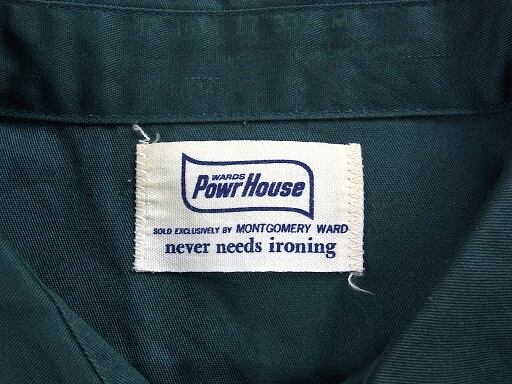 WARDS
PowrHouse
SOLD EXCLUSIVELY BY MONTGOMERY WARD
never needs ironing